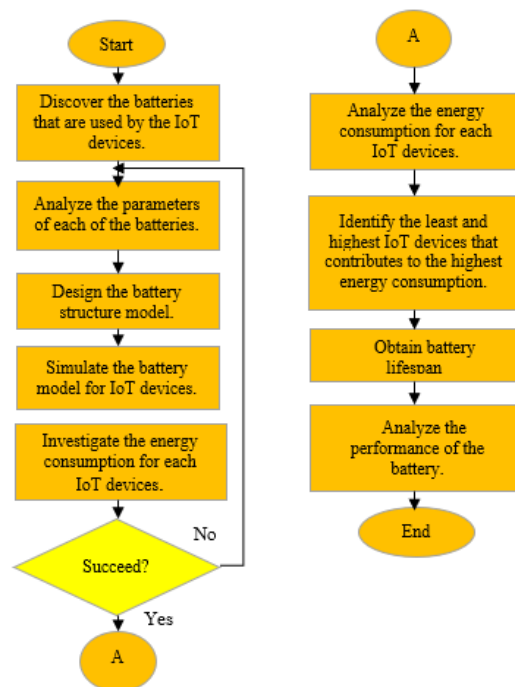 Start
Discover the batteries
that are used by the IoT
devices.
Analyze the parameters
of each of the batteries.
Design the battery
structure model.
Simulate the battery
model for IoT devices.
Investigate the energy
consumption for each
IoT devices.
Succeed?
No
Yes
A
A
Analyze the energy
consumption for each
IoT devices.
Identify the least and
highest IoT devices that
contributes to the highest
energy consumption.
Obtain battery
lifespan
Analyze the
performance of the
battery.
End